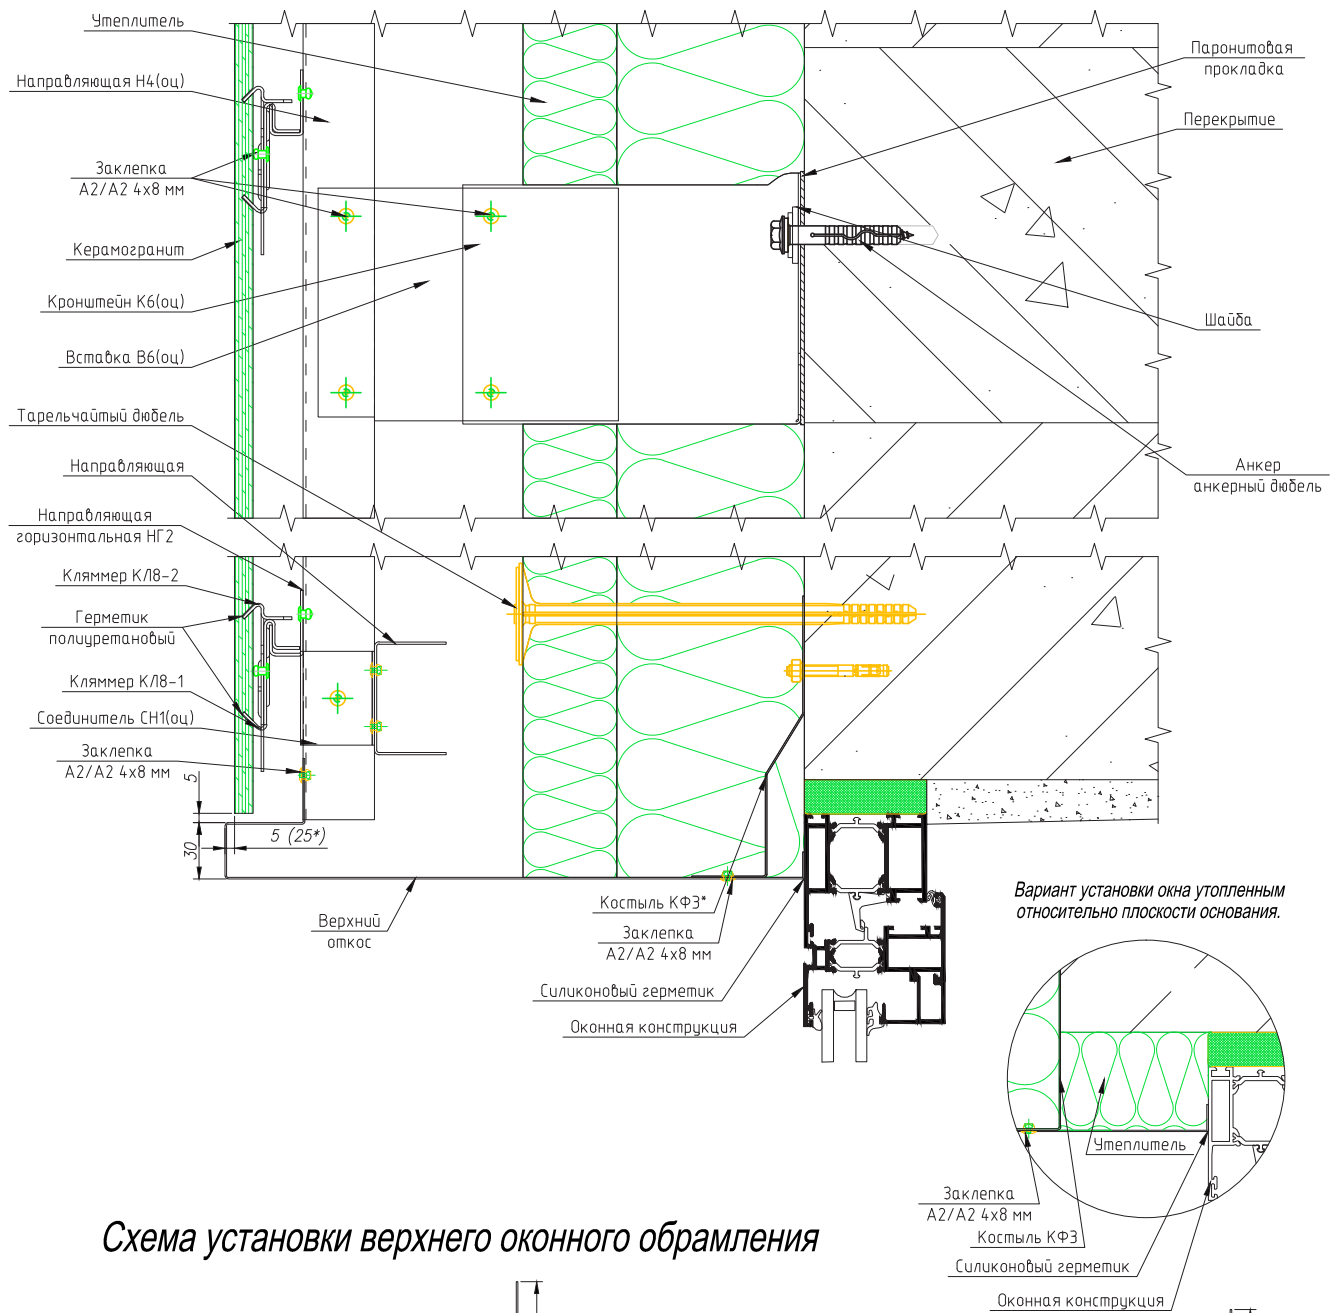 Утеплитель
Направляющая Н4(оц)
Заклепка
А2/А2 4х8 мм
Керамогранит
Кронштейн К6(оц)
Вставка В6(оц)
Тарельчайтый дюбель
Направляющая
Направляющая
горизонтальная НГ2
Кляммер КЛ8-2
Герметик
полиуретановый
Кляммер КЛ8-1
Соединитель СН1(оц)
Заклепка
А2/А2 4х8 мм
5
30
5 (25*)
Верхний
откос
Паронитовая
прокладка
Перекрытие
Шайба
Анкер
анкерный дюбель
Костыль КФ3*
Заклепка
А2/А2 4х8 мм
Силиконовый герметик
Оконная конструкция
Вариант установки окна утопленным
относительно плоскости основания.
Утеплитель
Заклепка
А2/А2 4х8 мм
Костыль КФ3
Силиконовый герметик
Оконная конструкция
Схема установки верхнего оконного обрамления